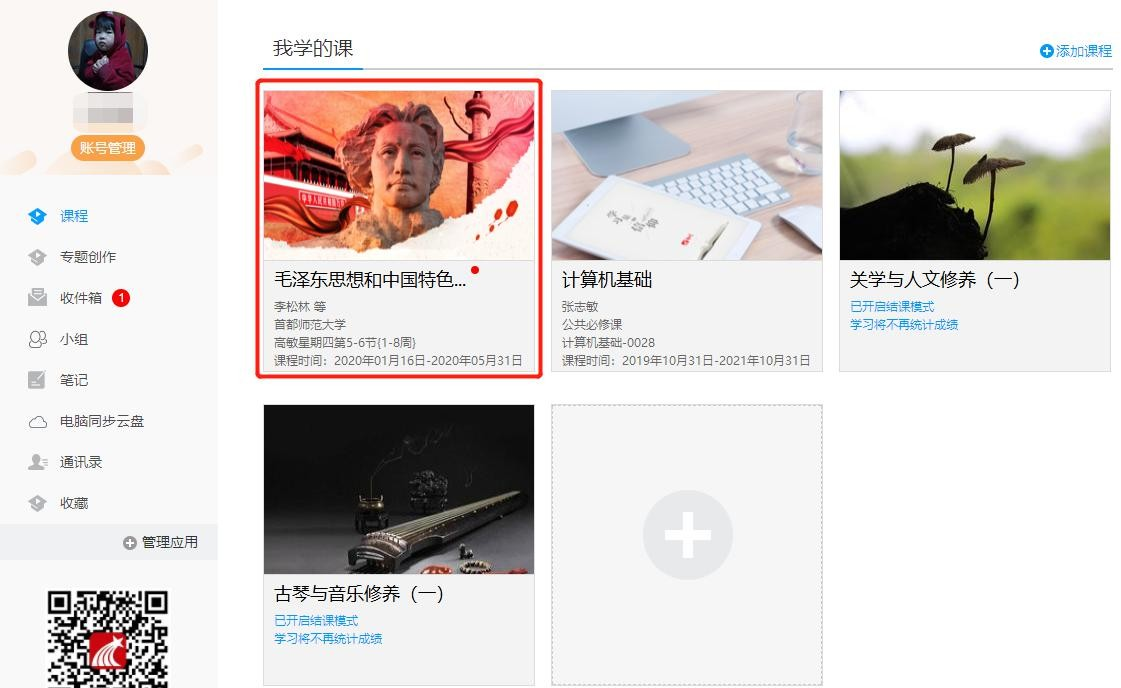 账号管理
课程
专题创作
收件箱 1
小组
笔记
电脑同步云盘
通讯录
收藏
管理应用
我学的课
添加课程
毛泽东思想和中国特色...
李松林 等
首都师范大学
高敏星期四第5-6节{1-8周}
课程时间：2020年01月16日-2020年05月31日
计算机基础
张志敏
公共必修课
计算机基础-0028
课程时间：2019年10月31日-2021年10月31日
关学与人文修养（一）
已开启结课模式
学习将不再统计成绩
古琴与音乐修养（一）
已开启结课模式
学习将不再统计成绩